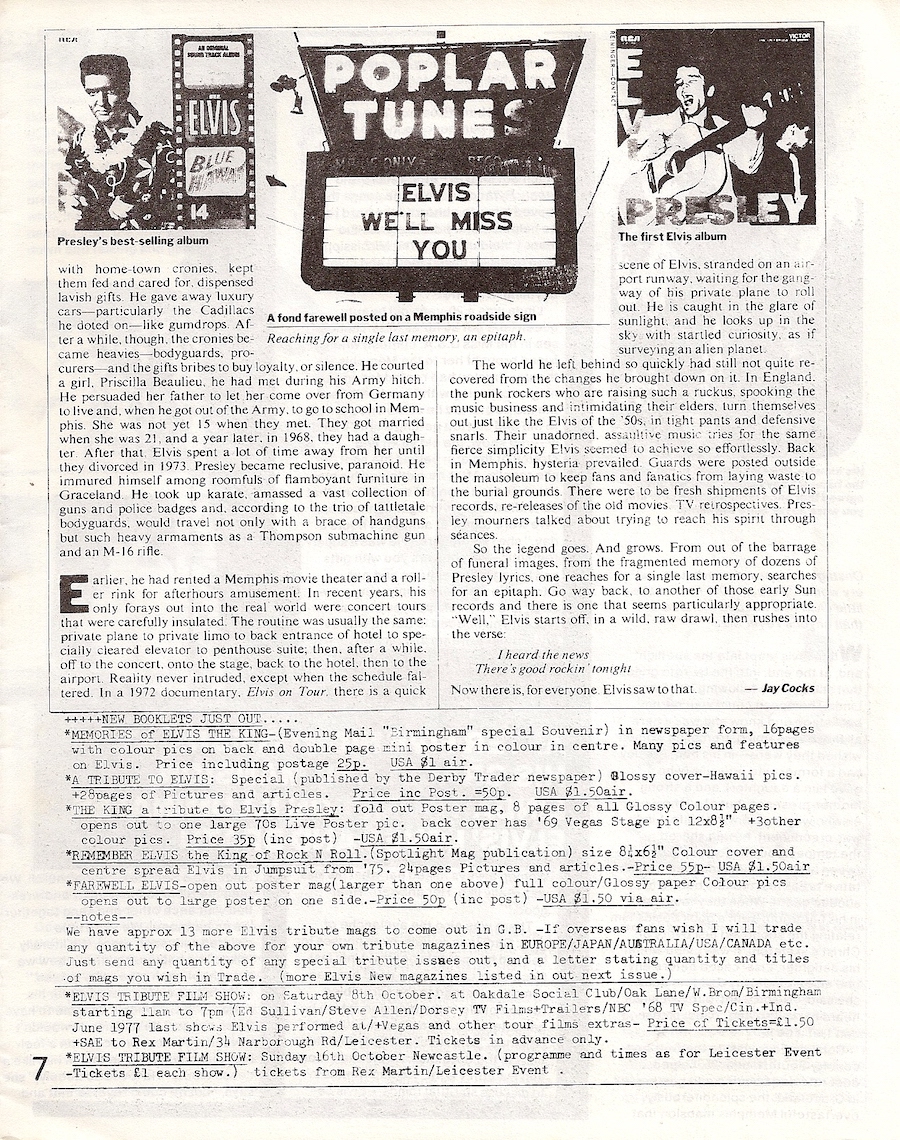 RCA
AN ORIGINAL
SOUND TRACK ALBUM
ELVIS
BLUE
HAWAII
14
Presley's best-selling album
POPLAR
TUNES
ELVIS
WE'LL MISS
YOU
A fond farewell posted on a Memphis roadside sign
Reaching for a single last memory, an epitaph.
REININGER—CONTACT
RCA
VICTOR
ELVIS
PRESLEY
The first Elvis album
with home-town cronies, kept
them fed and cared for, dispensed
lavish gifts. He gave away luxury
cars—particularly the Cadillacs
he doted on—like gumdrops. Af-
ter a while, though, the cronies be-
came heavies—bodyguards, pro-
curers—and the gifts bribes to buy loyalty, or silence. He courted
a girl, Priscilla Beaulieu, he had met during his Army hitch.
He persuaded her father to let her come over from Germany
to live and, when he got out of the Army, to go to school in Mem-
phis. She was not yet 15 when they met. They got married
when she was 21, and a year later, in 1968, they had a daugh-
ter. After that, Elvis spent a lot of time away from her until
they divorced in 1973. Presley became reclusive, paranoid. He
immured himself among roomfuls of flamboyant furniture in
Graceland. He took up karate, amassed a vast collection of
guns and police badges and, according to the trio of tattletale
bodyguards, would travel not only with a brace of handguns
but such heavy armaments as a Thompson submachine gun
and an M-16 rifle.
Earlier, he had rented a Memphis movie theater and a roll-
er rink for afterhours amusement. In recent years, his
only forays out into the real world were concert tours
that were carefully insulated. The routine was usually the same:
private plane to private limo to back entrance of hotel to spe-
cially cleared elevator to penthouse suite; then, after a while,
off to the concert, onto the stage, back to the hotel, then to the
airport. Reality never intruded, except when the schedule fal-
tered. In a 1972 documentary, Elvis on Tour, there is a quick
scene of Elvis, stranded on an air-
port runway, waiting for the gang-
way of his private plane to roll
out. He is caught in the glare of
sunlight, and he looks up in the
sky with startled curiosity, as if
surveying an alien planet.
The world he left behind so quickly had still not quite re-
covered from the changes he brought down on it. In England,
the punk rockers who are raising such a ruckus, spooking the
music business and intimidating their elders, turn themselves
out just like the Elvis of the '50s, in tight pants and defensive
snarls. Their unadorned, assaultive music tries for the same
fierce simplicity Elvis seemed to achieve so effortlessly. Back
in Memphis, hysteria prevailed. Guards were posted outside
the mausoleum to keep fans and fanatics from laying waste to
the burial grounds. There were to be fresh shipments of Elvis
records, re-releases of the old movies. TV retrospectives. Pres-
ley mourners talked about trying to reach his spirit through
séances.
So the legend goes. And grows. From out of the barrage
of funeral images, from the fragmented memory of dozens of
Presley lyrics, one reaches for a single last memory, searches
for an epitaph. Go way back, to another of those early Sun
records and there is one that seems particularly appropriate.
"Well," Elvis starts off, in a wild, raw drawl, then rushes into
the verse:
I heard the news
There's good rockin' tonight
Now there is, for everyone. Elvis saw to that. — Jay Cocks
+++++NEW BOOKLETS JUST OUT.....
*MEMORIES of ELVIS THE KING-(Evening Mail "Birmingham" special Souvenir) in newspaper form, 16pages
with colour pics on back and double page mini poster in colour in centre. Many pics and features
on Elvis. Price including postage 25p. USA $1 air.
*A TRIBUTE TO ELVIS: Special (published by the Derby Trader newspaper) Glossy cover-Hawaii pics.
+28pages of Pictures and articles. Price inc Post. =50p. USA $1.50air.
*THE KING a tribute to Elvis Presley: fold out Poster mag, 8 pages of all Glossy Colour pages.
opens out to one large 70s Live Poster pic. back cover has '69 Vegas Stage pic 12x8½" +3other
colour pics. Price 35p (inc post) -USA $1.50air.
*REMEMBER ELVIS the King of Rock N Roll.(Spotlight Mag publication) size 8¼x6½" Colour cover and
centre spread Elvis in Jumpsuit from '75. 24pages Pictures and articles.-Price 55p- USA $1.50air
*FAREWELL ELVIS-open out poster mag(larger than one above) full colour/Glossy paper Colour pics
opens out to large poster on one side.-Price 50p (inc post) -USA $1.50 via air.
--notes--
We have approx 13 more Elvis tribute mags to come out in G.B. -If overseas fans wish I will trade
any quantity of the above for your own tribute magazines in EUROPE/JAPAN/AUSTRALIA/USA/CANADA etc.
Just send any quantity of any special tribute issues out, and a letter stating quantity and titles
of mags you wish in Trade. (more Elvis New magazines listed in out next issue.)
*ELVIS TRIBUTE FILM SHOW: on Saturday 8th October. at Oakdale Social Club/Oak Lane/W.Brom/Birmingham
starting 11am to 7pm (Ed Sullivan/Steve Allen/Dorsey TV Films+Trailers/NBC '68 TV Spec/Cin.+Ind.
June 1977 last shows Elvis performed at/+Vegas and other tour films extras- Price of Tickets=£1.50
+SAE to Rex Martin/34 Narborough Rd/Leicester. Tickets in advance only.
*ELVIS TRIBUTE FILM SHOW: Sunday 16th October Newcastle. (programme and times as for Leicester Event
-Tickets £1 each show.) tickets from Rex Martin/Leicester Event .
7